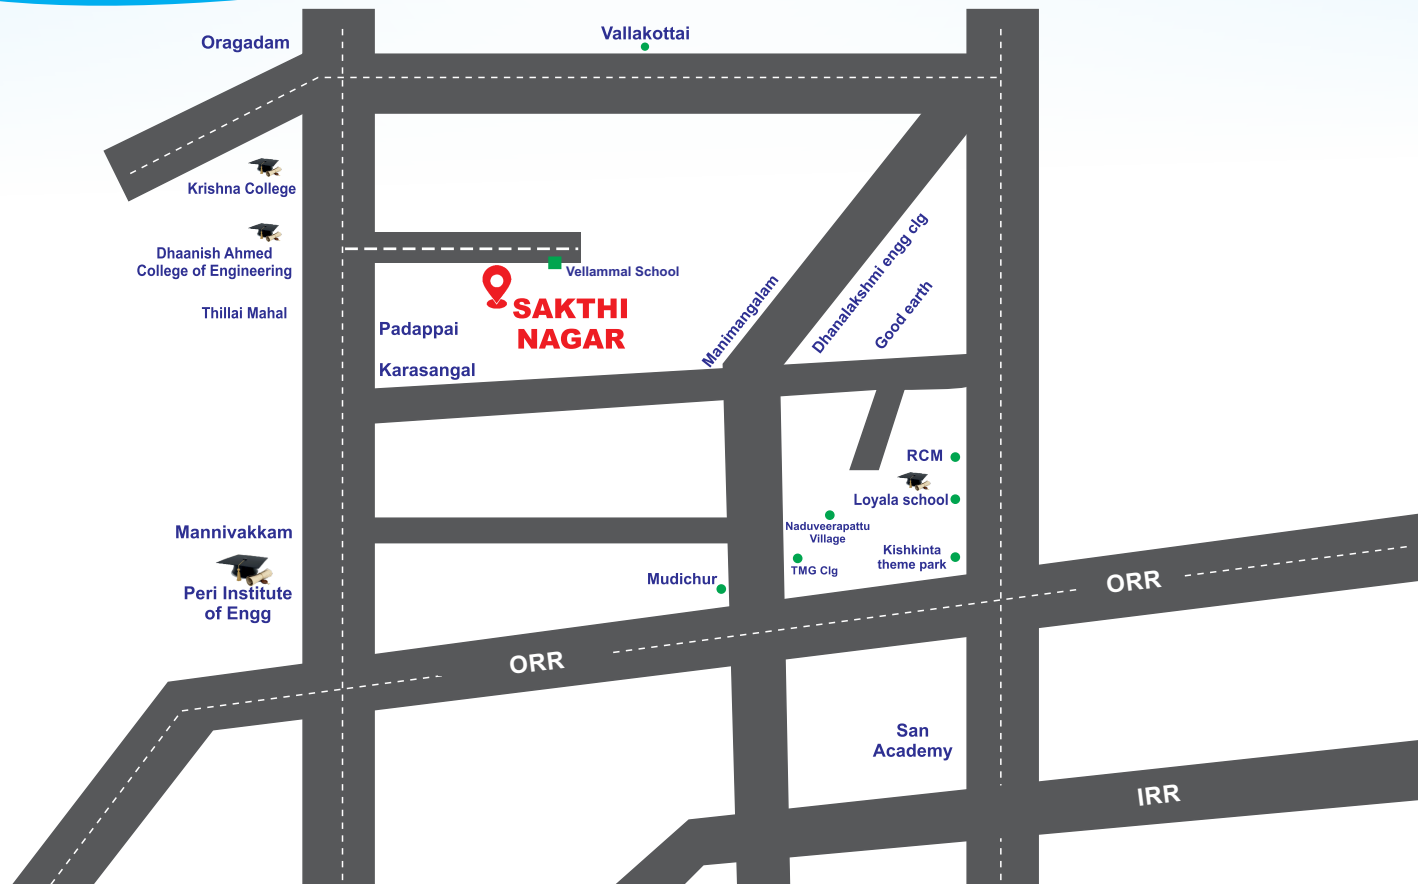 Vallakottai
Oragadam
Krishna College
Dhaanish Ahmed
College of Engineering
Thillai Mahal
Vellammal School
SAKTHI
NAGAR
Padappai
Karasangal
Manimangalam
Dhanalakshmi engg clg
Good earth
RCM
Loyala school
Naduveerapattu
Village
Kishkinta
theme park
TMG Clg
Mudichur
Mannivakkam
Peri Institute
of Engg
ORR
ORR
San
Academy
IRR